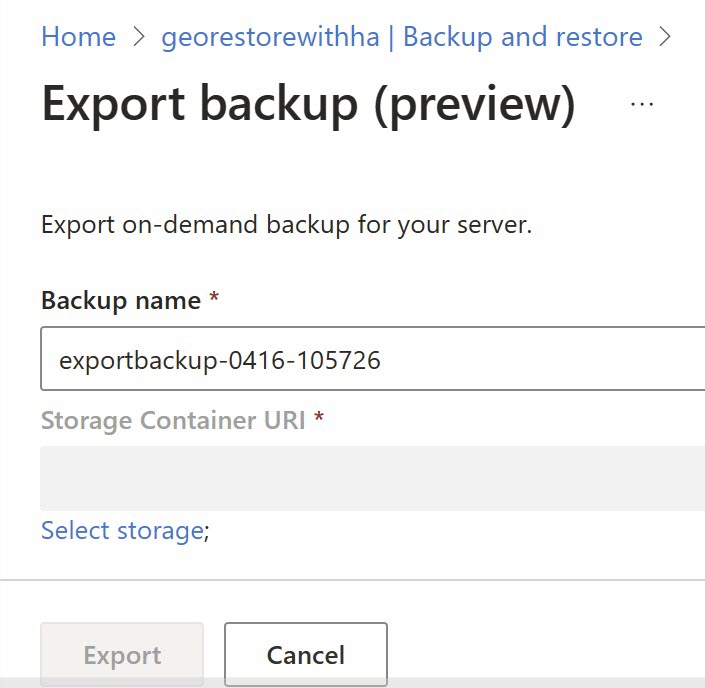 Home > georestorewithha | Backup and restore >
Export backup (preview) ...
Export on-demand backup for your server.
Backup name *
exportbackup-0416-105726
Storage Container URI *
Select storage;
Export Cancel